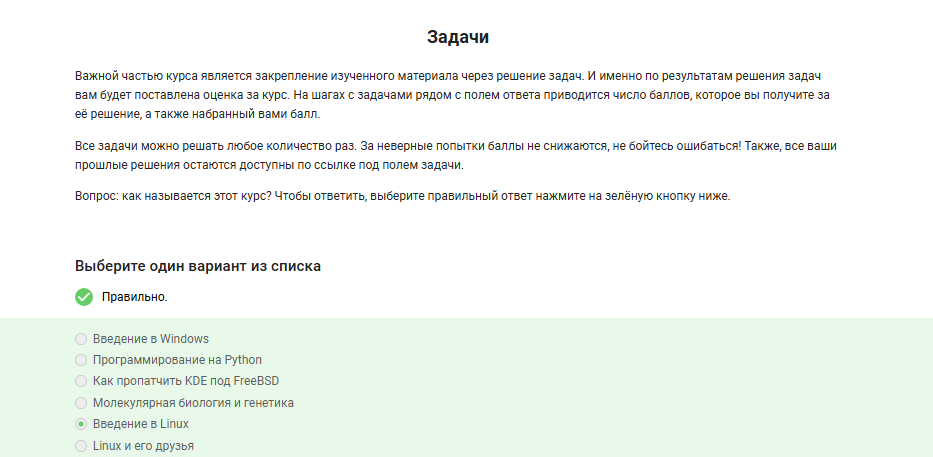 Задачи
Важной частью курса является закрепление изученного материала через решение задач. И именно по результатам решения задач
вам будет поставлена оценка за курс. На шагах с задачами рядом с полем ответа приводится число баллов, которое вы получите за
её решение, а также набранный вами балл.
Все задачи можно решать любое количество раз. За неверные попытки баллы не снижаются, не бойтесь ошибаться! Также, все ваши
прошлые решения остаются доступны по ссылке под полем задачи.
Вопрос: как называется этот курс? Чтобы ответить, выберите правильный ответ нажмите на зелёную кнопку ниже.
Выберите один вариант из списка
Правильно.
Введение в Windows
Программирование на Python
Как пропатчить KDE под FreeBSD
Молекулярная биология и генетика
Введение в Linux
Linux и его друзья